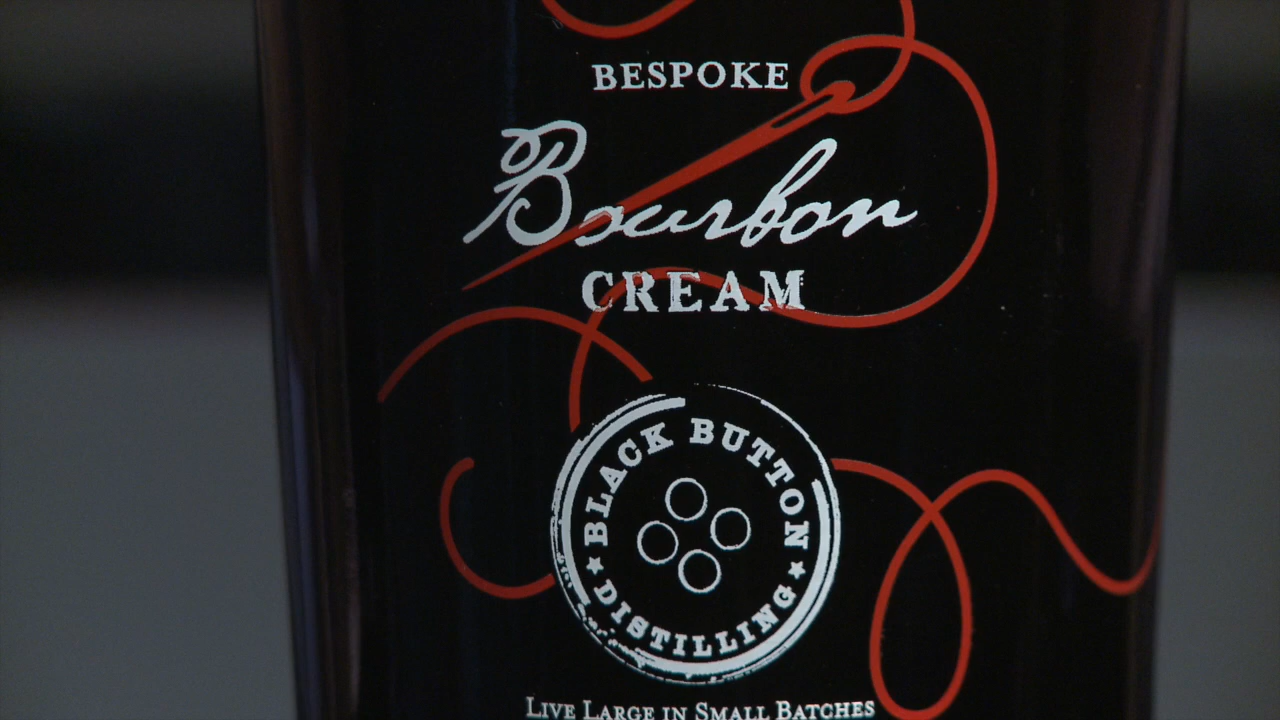 BESPOKE
Bourbon
CREAM
BLACK BUTTON
DISTILLING
LIVE LARGE IN SMALL BATCHES